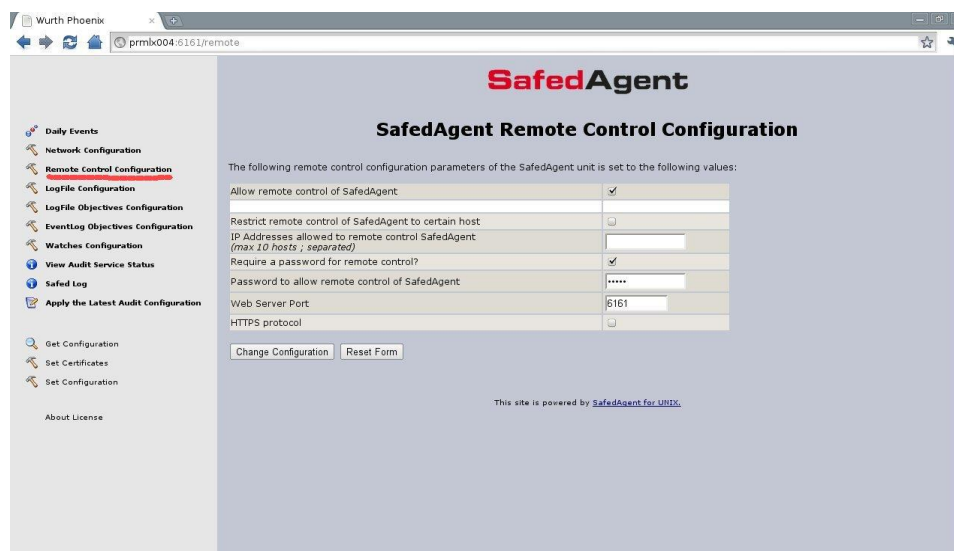 Wurth Phoenix
prmlx004:6161/remote
SafedAgent
SafedAgent Remote Control Configuration
Daily Events
Network Configuration
Remote Control Configuration
LogFile Configuration
LogFile Objectives Configuration
EventLog Objectives Configuration
Watches Configuration
View Audit Service Status
Safed Log
Apply the Latest Audit Configuration
Get Configuration
Set Certificates
Set Configuration
About License
The following remote control configuration parameters of the SafedAgent unit is set to the following values:
Allow remote control of SafedAgent
Restrict remote control of SafedAgent to certain host
IP Addresses allowed to remote control SafedAgent
(max 10 hosts ; separated)
Require a password for remote control?
Password to allow remote control of SafedAgent •••••
Web Server Port 6161
HTTPS protocol
Change Configuration Reset Form
This site is powered by SafedAgent for UNIX.